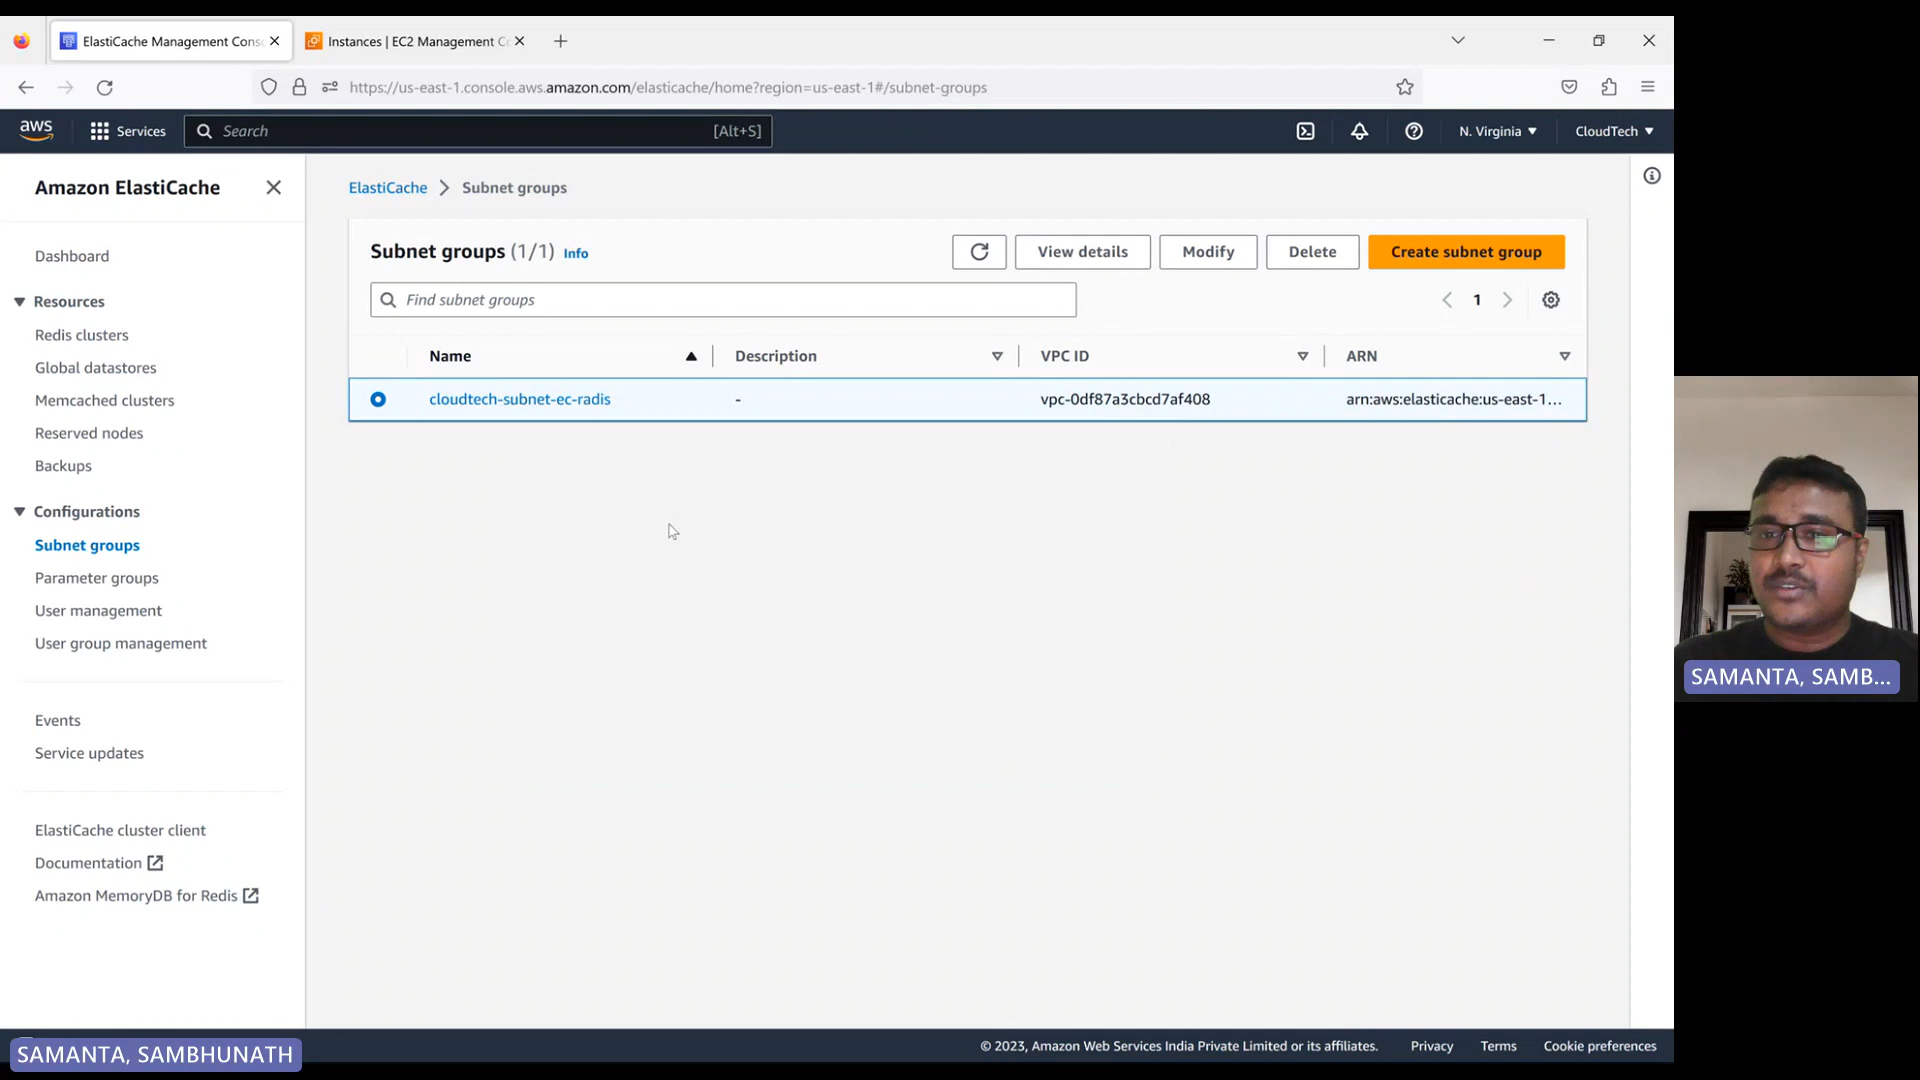 ElastiCache Management Cons
Instances | EC2 Management C
https://us-east-1.console.aws.amazon.com/elasticache/home?region=us-east-1#/subnet-groups
aws
Services
Search
[Alt+S]
N. Virginia
CloudTech
Amazon ElastiCache
Dashboard
Resources
Redis clusters
Global datastores
Memcached clusters
Reserved nodes
Backups
Configurations
Subnet groups
Parameter groups
User management
User group management
Events
Service updates
ElastiCache cluster client
Documentation
Amazon MemoryDB for Redis
ElastiCache > Subnet groups
Subnet groups (1/1) Info
View details
Modify
Delete
Create subnet group
Find subnet groups
1
Name
Description
VPC ID
ARN
cloudtech-subnet-ec-radis
-
vpc-0df87a3cbcd7af408
arn:aws:elasticache:us-east-1...
SAMANTA, SAMB...
SAMANTA, SAMBHUNATH
© 2023, Amazon Web Services India Private Limited or its affiliates.
Privacy
Terms
Cookie preferences